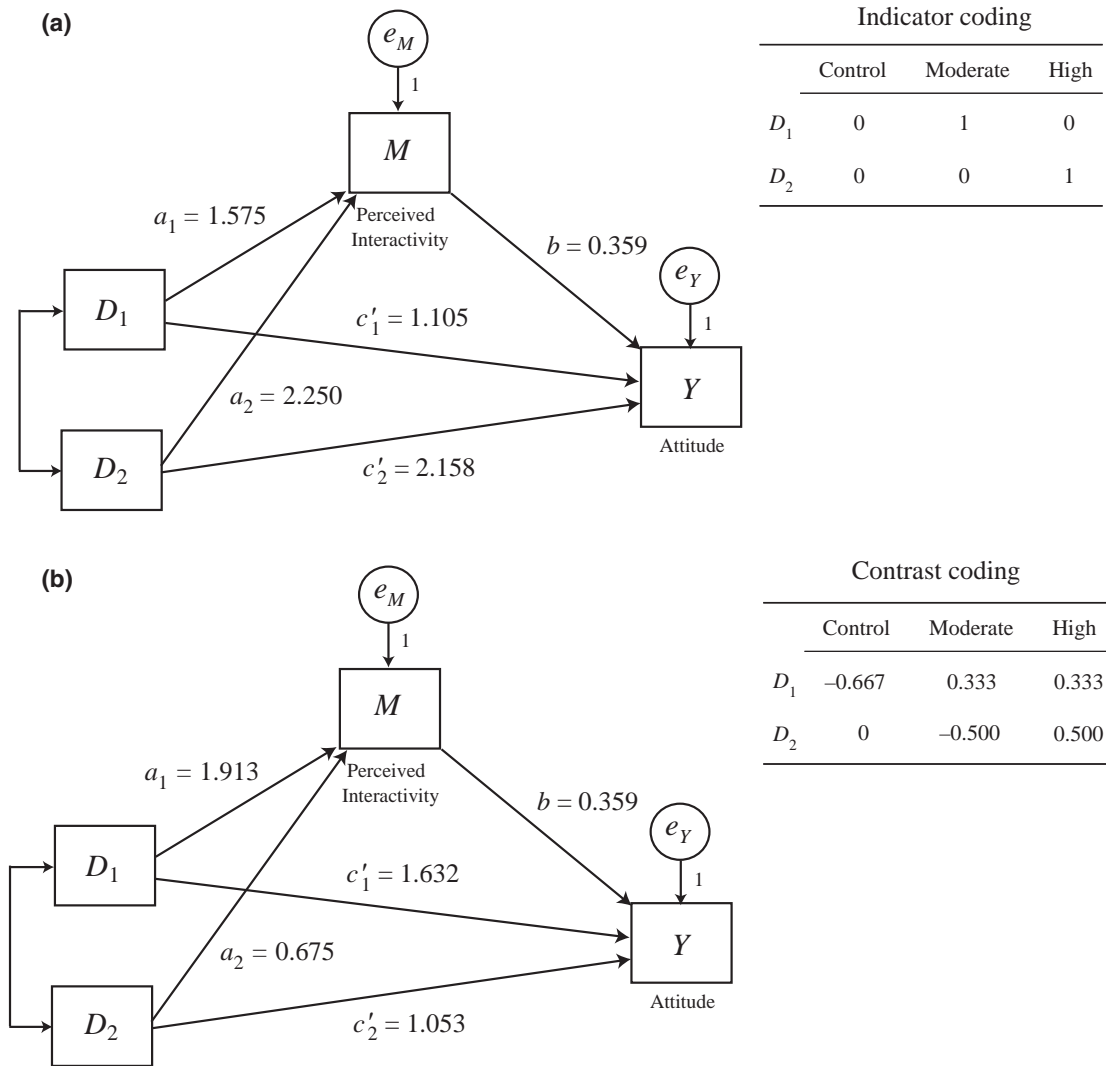 (a)
e_M
1
M
Perceived
Interactivity
a_1 = 1.575
b = 0.359
e_Y
1
D_1
c′_1 = 1.105
Y
a_2 = 2.250
Attitude
D_2
c′_2 = 2.158
Indicator coding
Control Moderate High
D_1 0 1 0
D_2 0 0 1
(b)
e_M
1
M
Perceived
Interactivity
a_1 = 1.913
b = 0.359
e_Y
1
D_1
c′_1 = 1.632
Y
a_2 = 0.675
Attitude
D_2
c′_2 = 1.053
Contrast coding
Control Moderate High
D_1 –0.667 0.333 0.333
D_2 0 –0.500 0.500